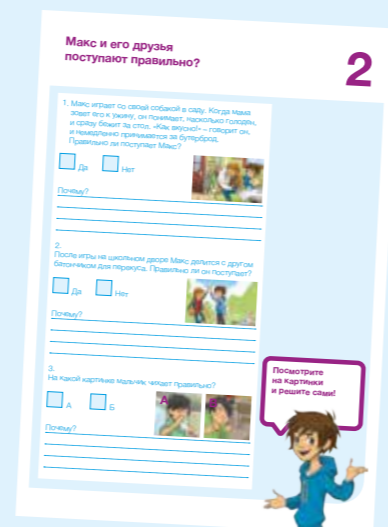 Макс и его друзья
поступают правильно?
2
1. Макс играет со своей собакой в саду. Когда мама
зовет его к ужину, он понимает, насколько голоден,
и сразу бежит за стол. «Как вкусно!» – говорит он,
и немедленно принимается за бутерброд.
Правильно ли поступает Макс?
Да Нет
Почему?
2.
После игры на школьном дворе Макс делится с другом
батончиком для перекуса. Правильно ли он поступает?
Да Нет
Почему?
3.
На какой картинке мальчик чихает правильно?
А Б
Почему?
А
Посмотрите
на картинки
и решите сами!